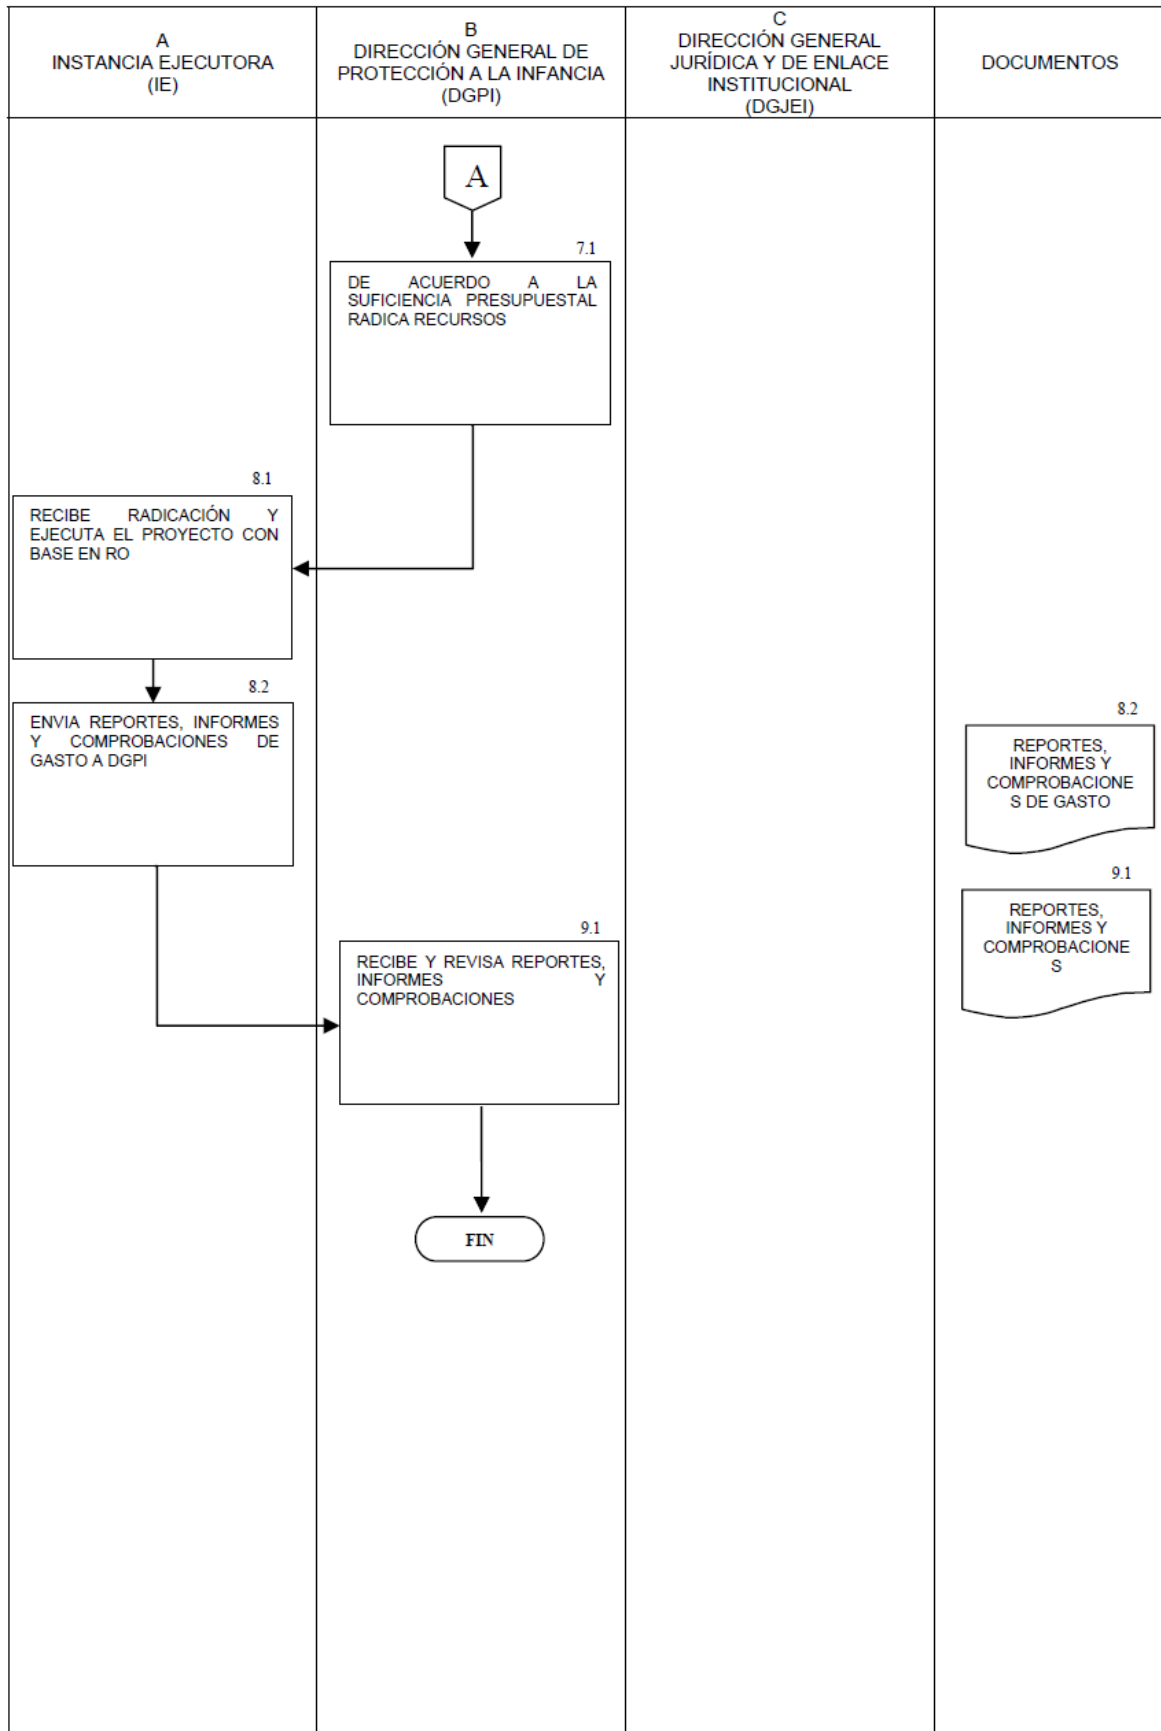 A
INSTANCIA EJECUTORA
(IE)
B
DIRECCIÓN GENERAL DE
PROTECCIÓN A LA INFANCIA
(DGPI)
C
DIRECCIÓN GENERAL
JURÍDICA Y DE ENLACE
INSTITUCIONAL
(DGJEI)
DOCUMENTOS
A
7.1
DE ACUERDO A LA
SUFICIENCIA PRESUPUESTAL
RADICA RECURSOS
8.1
RECIBE RADICACIÓN Y
EJECUTA EL PROYECTO CON
BASE EN RO
8.2
ENVIA REPORTES, INFORMES
Y COMPROBACIONES DE
GASTO A DGPI
8.2
REPORTES,
INFORMES Y
COMPROBACIONE
S DE GASTO
9.1
REPORTES,
INFORMES Y
COMPROBACIONE
S
9.1
RECIBE Y REVISA REPORTES,
INFORMES Y
COMPROBACIONES
FIN